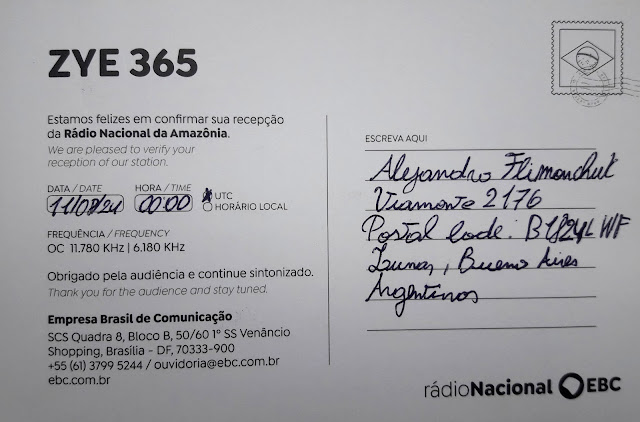 ZYE 365
Estamos felizes em confirmar sua recepção
da Rádio Nacional da Amazônia.
We are pleased to verify your
reception of our station.
DATA / DATE HORA / TIME UTC
11/07/24 00:00 HORÁRIO LOCAL
FREQUÊNCIA / FREQUENCY
OC 11.780 KHz | 6.180 KHz
Obrigado pela audiência e continue sintonizado.
Thank you for the audience and stay tuned.
Empresa Brasil de Comunicação
SCS Quadra 8, Bloco B, 50/60 1º SS Venâncio
Shopping, Brasília - DF, 70333-900
+55 (61) 3799 5244 / ouvidoria@ebc.com.br
ebc.com.br
ESCREVA AQUI
Alejandro
Viamonte 2176
Postal Code: B1824LWF
Buenos Aires
rádioNacional EBC